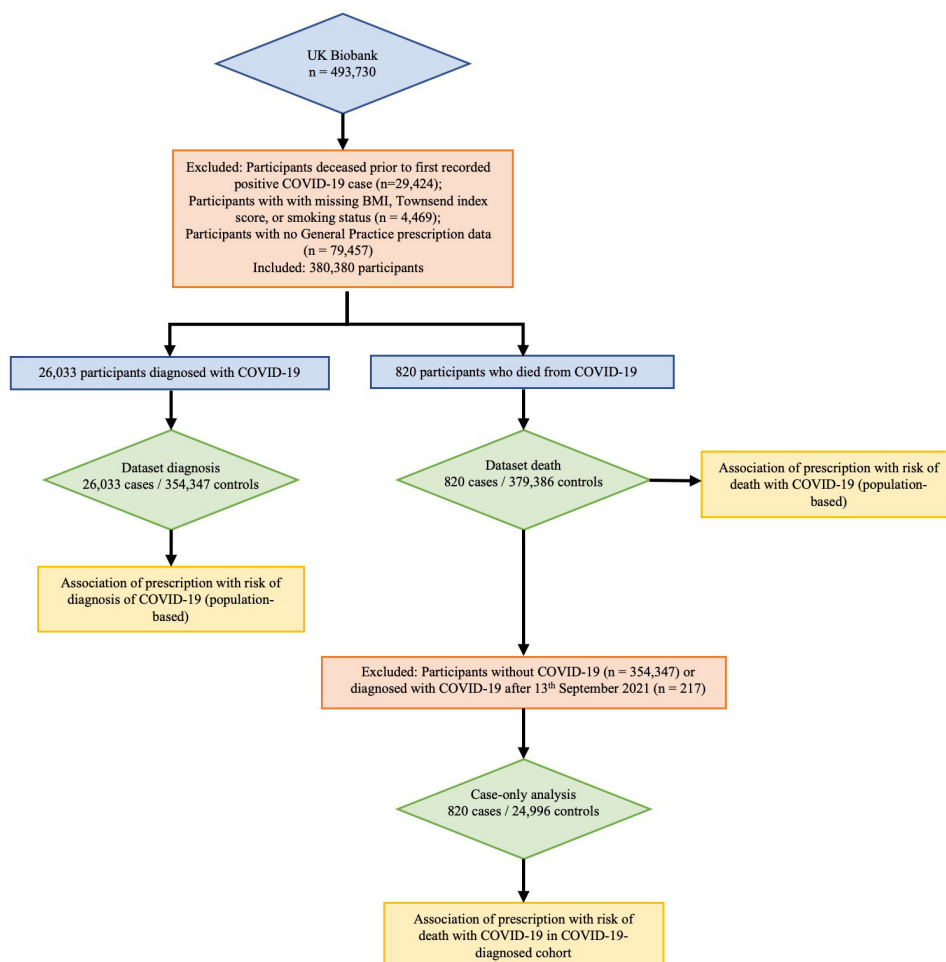 UK Biobank
n = 493,730
Excluded: Participants deceased prior to first recorded
positive COVID-19 case (n=29,424);
Participants with with missing BMI, Townsend index
score, or smoking status (n = 4,469);
Participants with no General Practice prescription data
(n = 79,457)
Included: 380,380 participants
26,033 participants diagnosed with COVID-19
820 participants who died from COVID-19
Dataset diagnosis
26,033 cases / 354,347 controls
Dataset death
820 cases / 379,386 controls
Association of prescription with risk of
death with COVID-19 (population-
based)
Association of prescription with risk of
diagnosis of COVID-19 (population-
based)
Excluded: Participants without COVID-19 (n = 354,347) or
diagnosed with COVID-19 after 13th September 2021 (n = 217)
Case-only analysis
820 cases / 24,996 controls
Association of prescription with risk of
death with COVID-19 in COVID-19-
diagnosed cohort